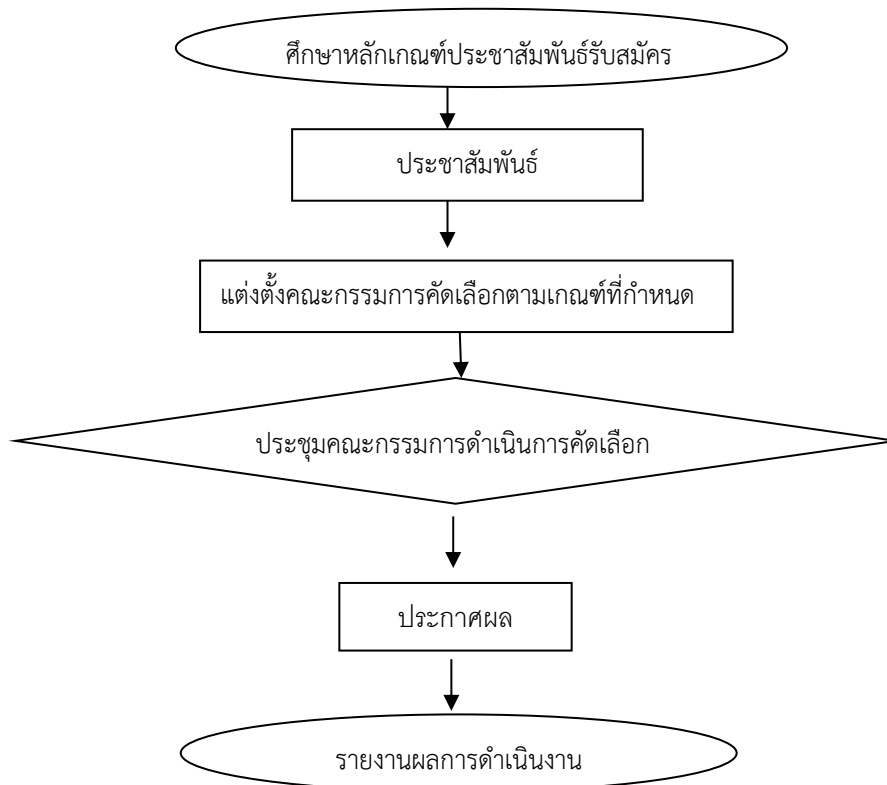 ศึกษาหลักเกณฑ์ประชาสัมพันธ์รับสมัคร
ประชาสัมพันธ์
แต่งตั้งคณะกรรมการคัดเลือกตามเกณฑ์ที่กำหนด
ประชุมคณะกรรมการดำเนินการคัดเลือก
ประกาศผล
รายงานผลการดำเนินงาน